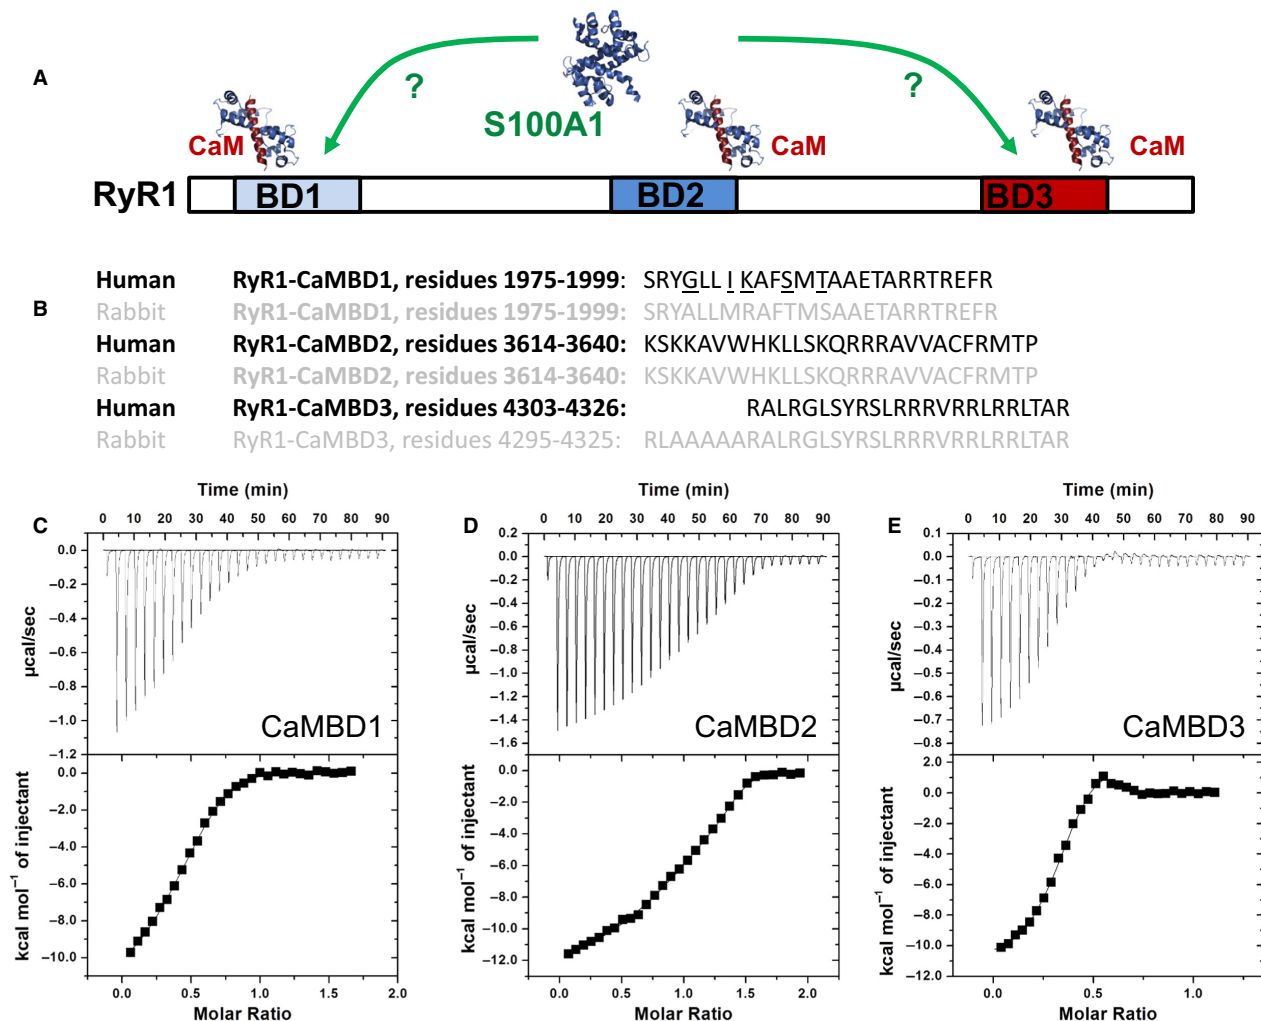 A
?
?
S100A1
CaM
CaM
CaM
RyR1
BD1
BD2
BD3
B
Human RyR1-CaMBD1, residues 1975-1999: SRYGLL I KAFSMTAAETARRTREFR
Rabbit RyR1-CaMBD1, residues 1975-1999: SRYALLMRAFTMSAAETARRTREFR
Human RyR1-CaMBD2, residues 3614-3640: KSKKAVWHKLLSKQRRRAVVACFRMTP
Rabbit RyR1-CaMBD2, residues 3614-3640: KSKKAVWHKLLSKQRRRAVVACFRMTP
Human RyR1-CaMBD3, residues 4303-4326: RALRGLSYRSLRRRVRRLRRLTAR
Rabbit RyR1-CaMBD3, residues 4295-4325: RLAAAAARALRGLSYRSLRRRVRRLRRLTAR
C
Time (min)
0 10 20 30 40 50 60 70 80 90
0.0
−0.2
−0.4
−0.6
−0.8
−1.0
−1.2
µcal/sec
CaMBD1
0.0
−2.0
−4.0
−6.0
−8.0
−10.0
kcal mol⁻¹ of injectant
0.0 0.5 1.0 1.5 2.0
Molar Ratio
D
Time (min)
0 10 20 30 40 50 60 70 80 90
0.2
0.0
−0.2
−0.4
−0.6
−0.8
−1.0
−1.2
−1.4
−1.6
µcal/sec
CaMBD2
0.0
−2.0
−4.0
−6.0
−8.0
−10.0
−12.0
kcal mol⁻¹ of injectant
0.0 0.5 1.0 1.5 2.0
Molar Ratio
E
Time (min)
0 10 20 30 40 50 60 70 80 90
0.1
0.0
−0.1
−0.2
−0.3
−0.4
−0.5
−0.6
−0.7
−0.8
µcal/sec
CaMBD3
2.0
0.0
−2.0
−4.0
−6.0
−8.0
−10.0
−12.0
kcal mol⁻¹ of injectant
0.0 0.5 1.0
Molar Ratio